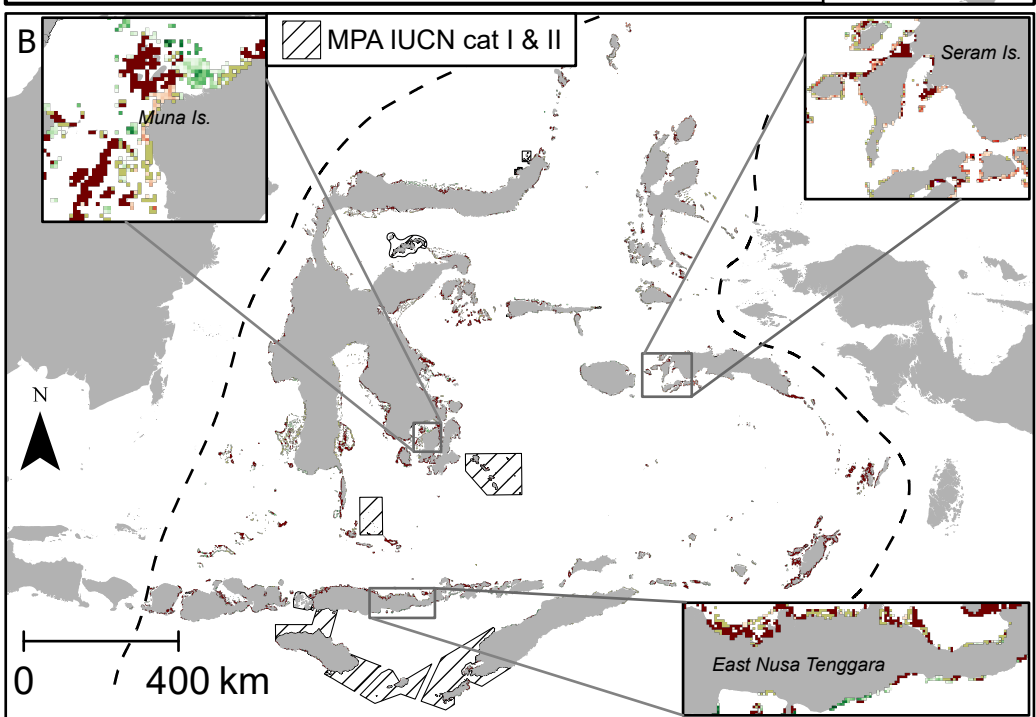 B
MPA IUCN cat I & II
Seram Is.
Muna Is.
N
East Nusa Tenggara
0 400 km